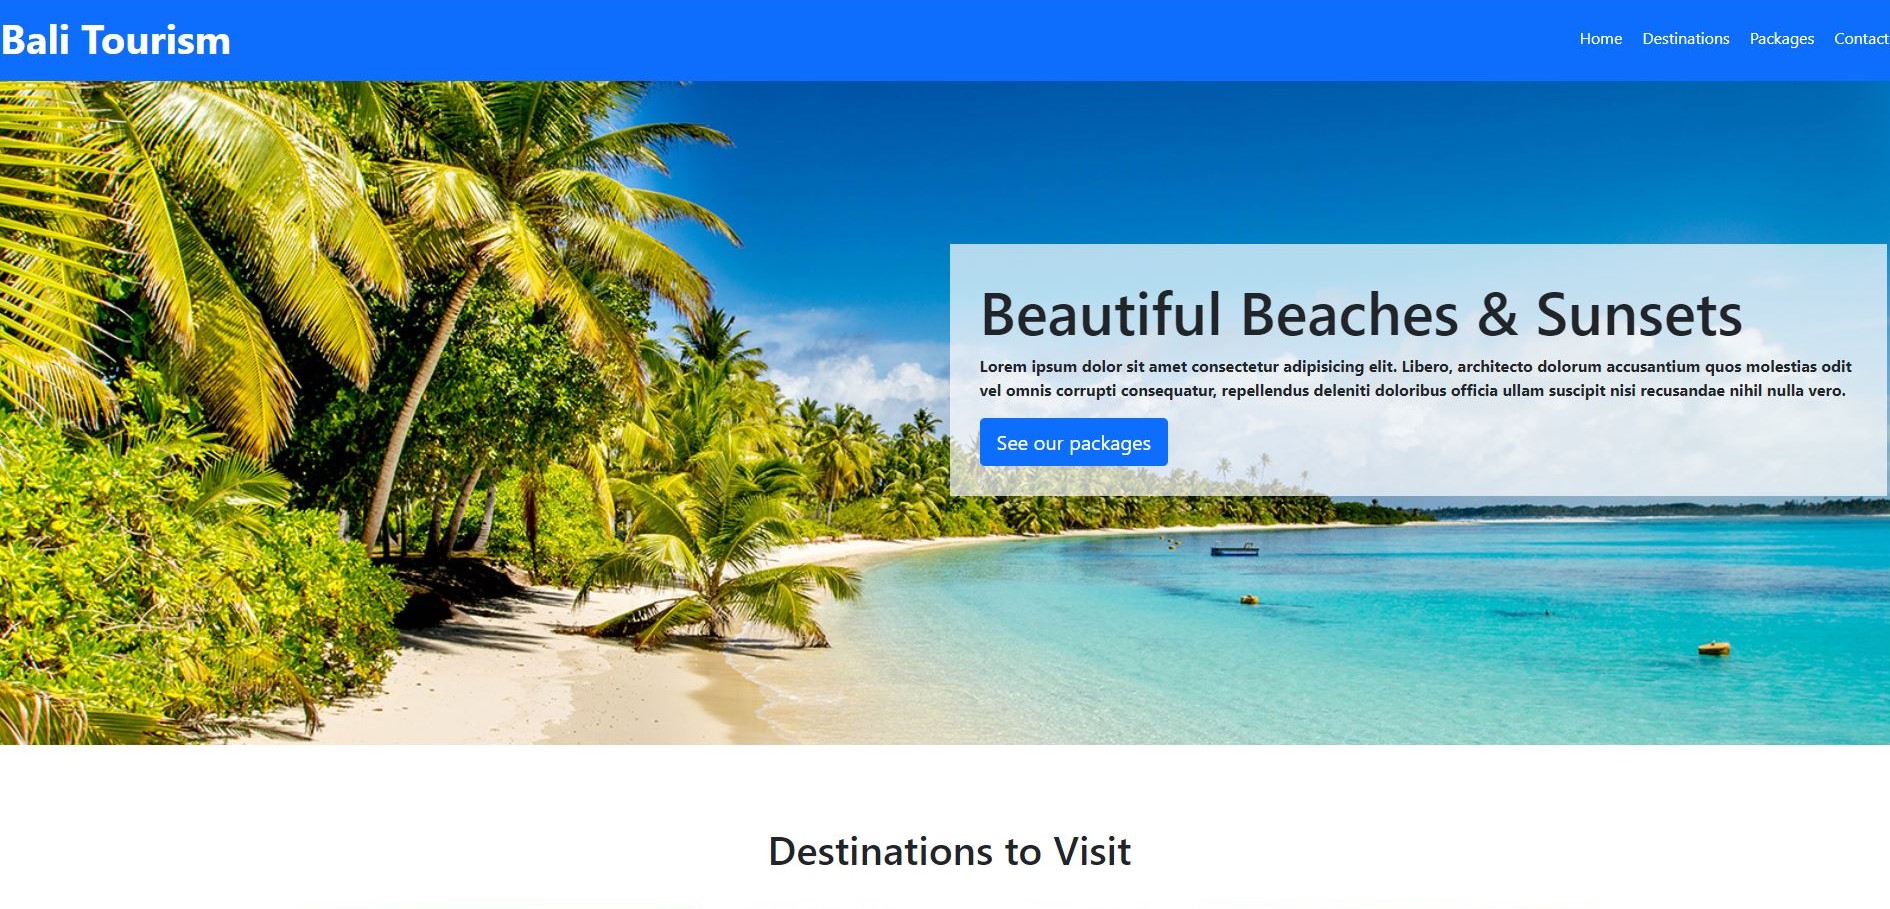 Bali Tourism
Home Destinations Packages Contact
Beautiful Beaches & Sunsets
Lorem ipsum dolor sit amet consectetur adipisicing elit. Libero, architecto dolorum accusantium quos molestias odit
vel omnis corrupti consequatur, repellendus deleniti doloribus officia ullam suscipit nisi recusandae nihil nulla vero.
See our packages
Destinations to Visit